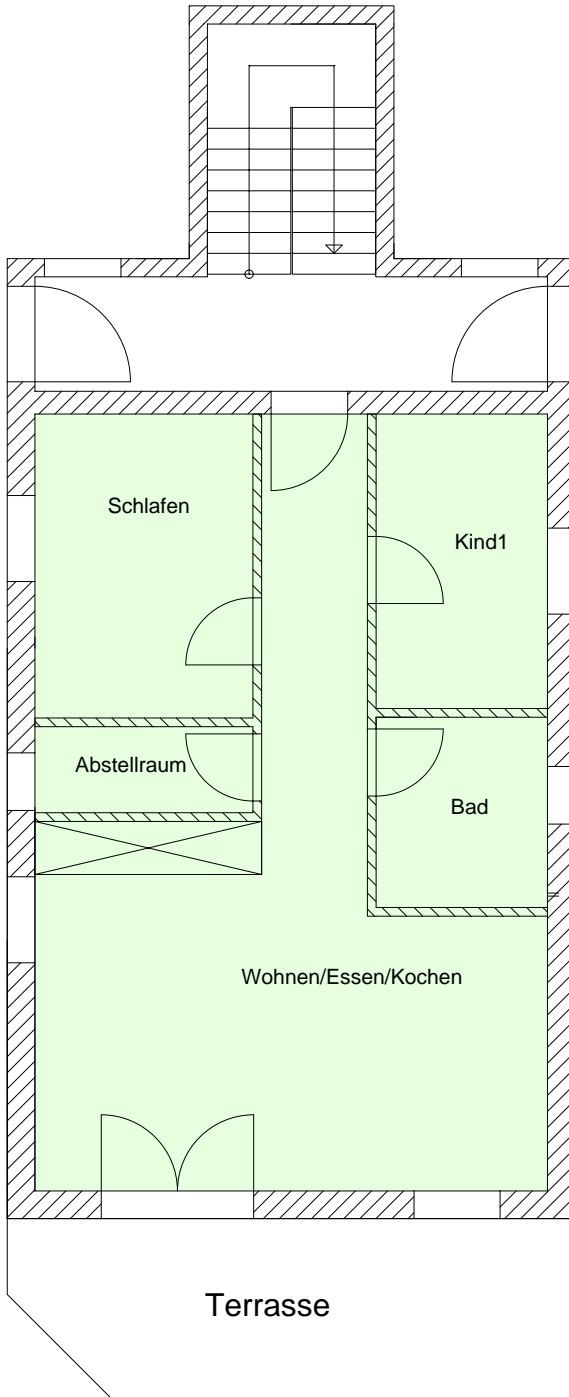 Schlafen
Kind1
Abstellraum
Bad
Wohnen/Essen/Kochen
Terrasse